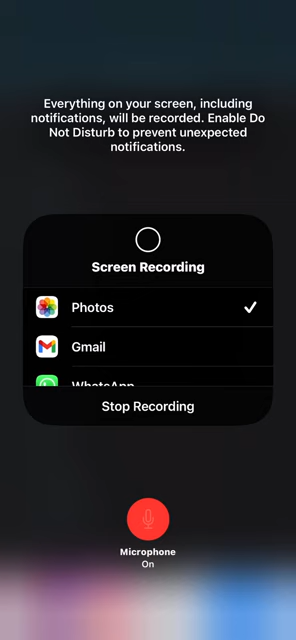 Everything on your screen, including
notifications, will be recorded. Enable Do
Not Disturb to prevent unexpected
notifications.
Screen Recording
Photos
Gmail
WhatsApp
Stop Recording
Microphone
On